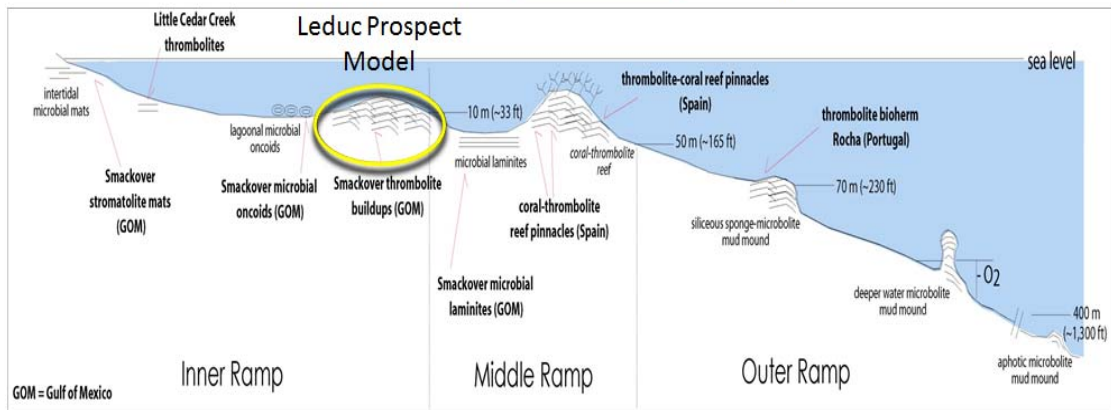 Leduc Prospect
Model
Little Cedar Creek
thrombolites
sea level
intertidal
microbial mats
lagoonal microbial
oncoids
10 m (~33 ft)
microbial laminites
thrombolite-coral reef pinnacles
(Spain)
coral-thrombolite
reef
50 m (~165 ft)
thrombolite bioherm
Rocha (Portugal)
70 m (~230 ft)
siliceous sponge-microbolite
mud mound
deeper water microbolite
mud mound
-O2
400 m
(~1,300 ft)
aphotic microbolite
mud mound
Smackover
stromatolite mats
(GOM)
Smackover microbial
oncoids (GOM)
Smackover thrombolite
buildups (GOM)
coral-thrombolite
reef pinnacles (Spain)
Smackover microbial
laminites (GOM)
Inner Ramp
Middle Ramp
Outer Ramp
GOM = Gulf of Mexico